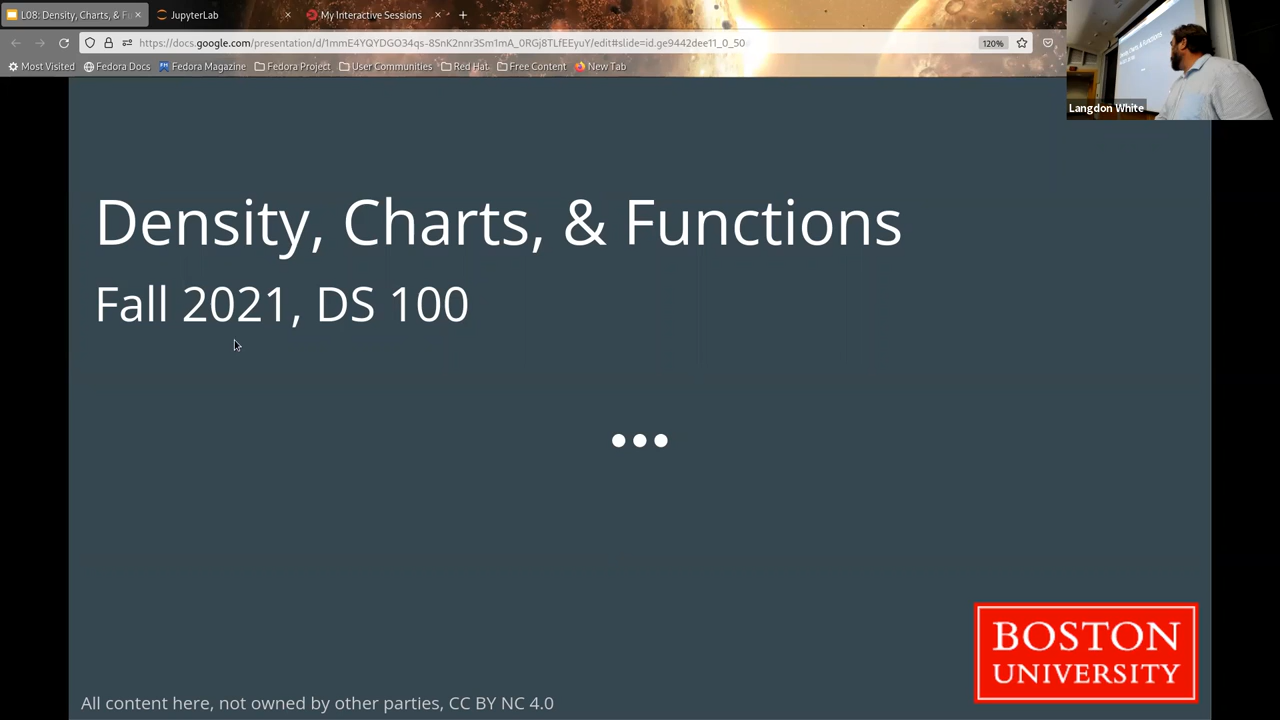 L08: Density, Charts, & F
JupyterLab
My Interactive Sessions
https://docs.google.com/presentation/d/1mmE4YQYDGO34qs-8SnK2nnr3Sm1mA_0RGj8TLfEEyuY/edit#slide=id.ge9442dee11_0_50
120%
Most Visited
Fedora Docs
Fedora Magazine
Fedora Project
User Communities
Red Hat
Free Content
New Tab
Langdon White
Density, Charts, & Functions
Fall 2021, DS 100
BOSTON
UNIVERSITY
All content here, not owned by other parties, CC BY NC 4.0